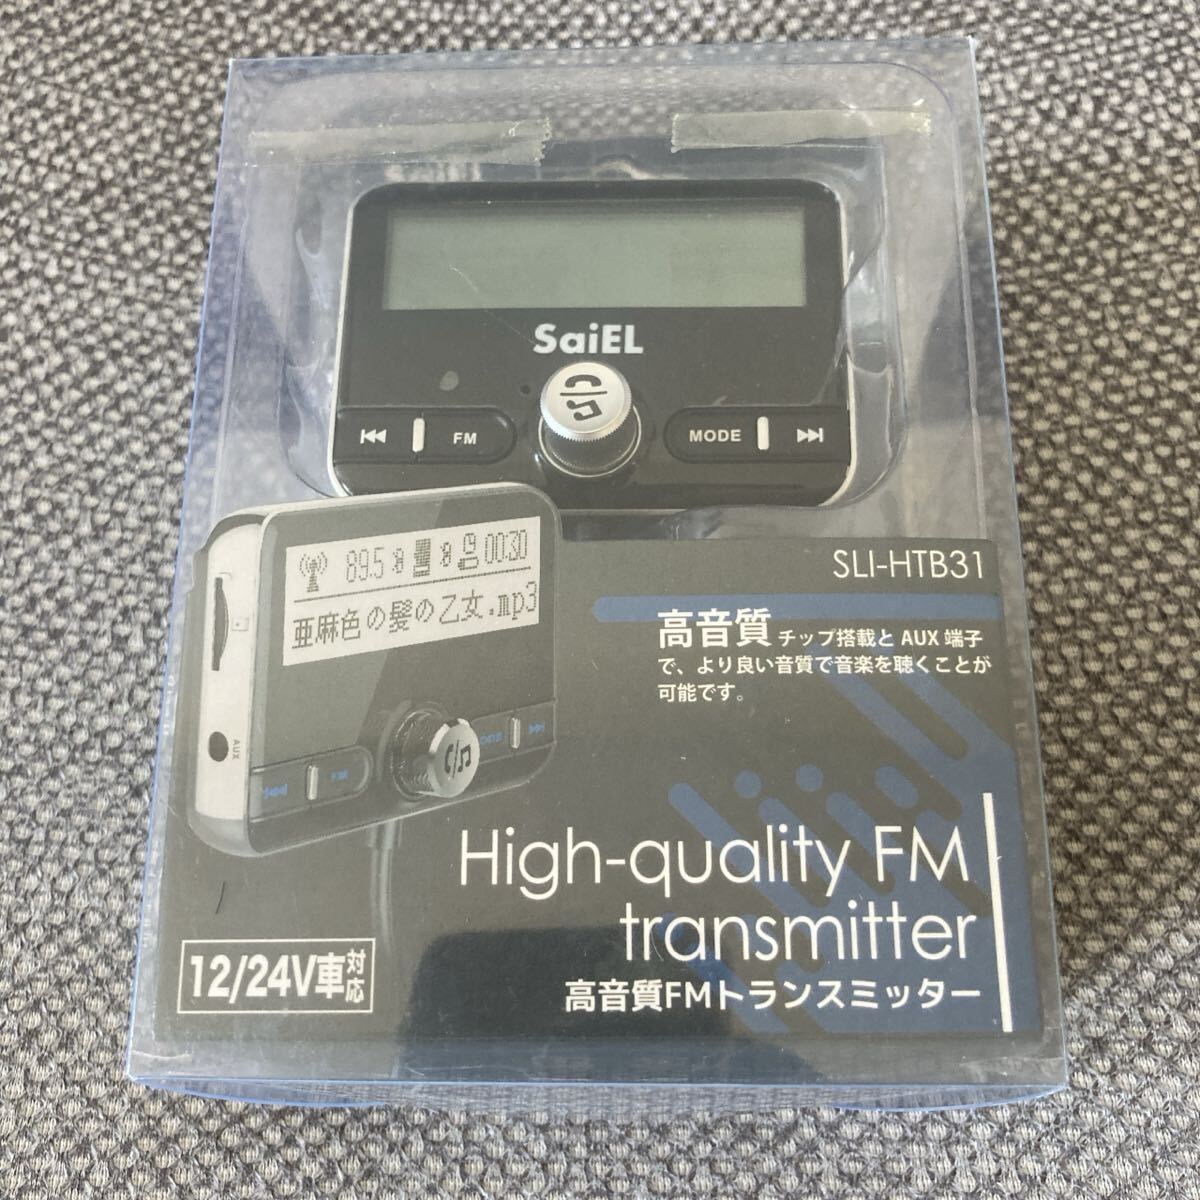 SaiEL
FM
MODE
89.5
00:30
亜麻色の髪の乙女.mp3
AUX
FM
SLI-HTB31
高音質 チップ搭載と AUX 端子
で、より良い音質で音楽を聴くことが
可能です。
High-quality FM
transmitter
高音質FMトランスミッター
12/24V車対応